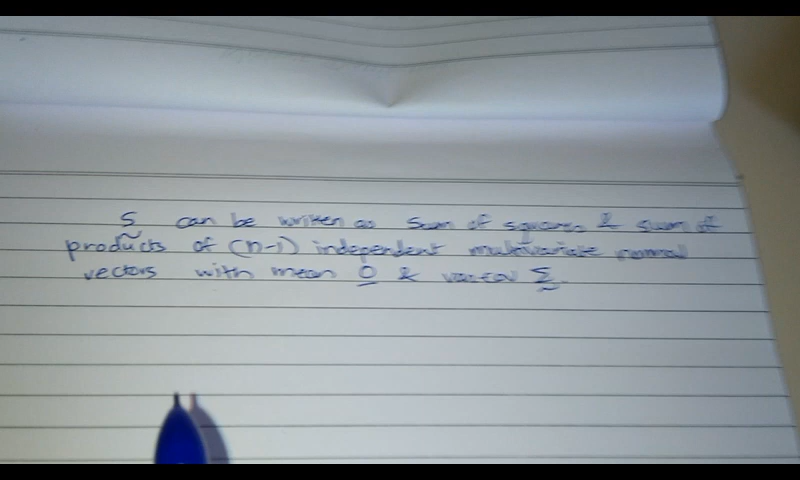 S can be written as sum of squares & sum of
products of (n-1) independent multivariate normal
vectors with mean 0 & var-cov Σ.